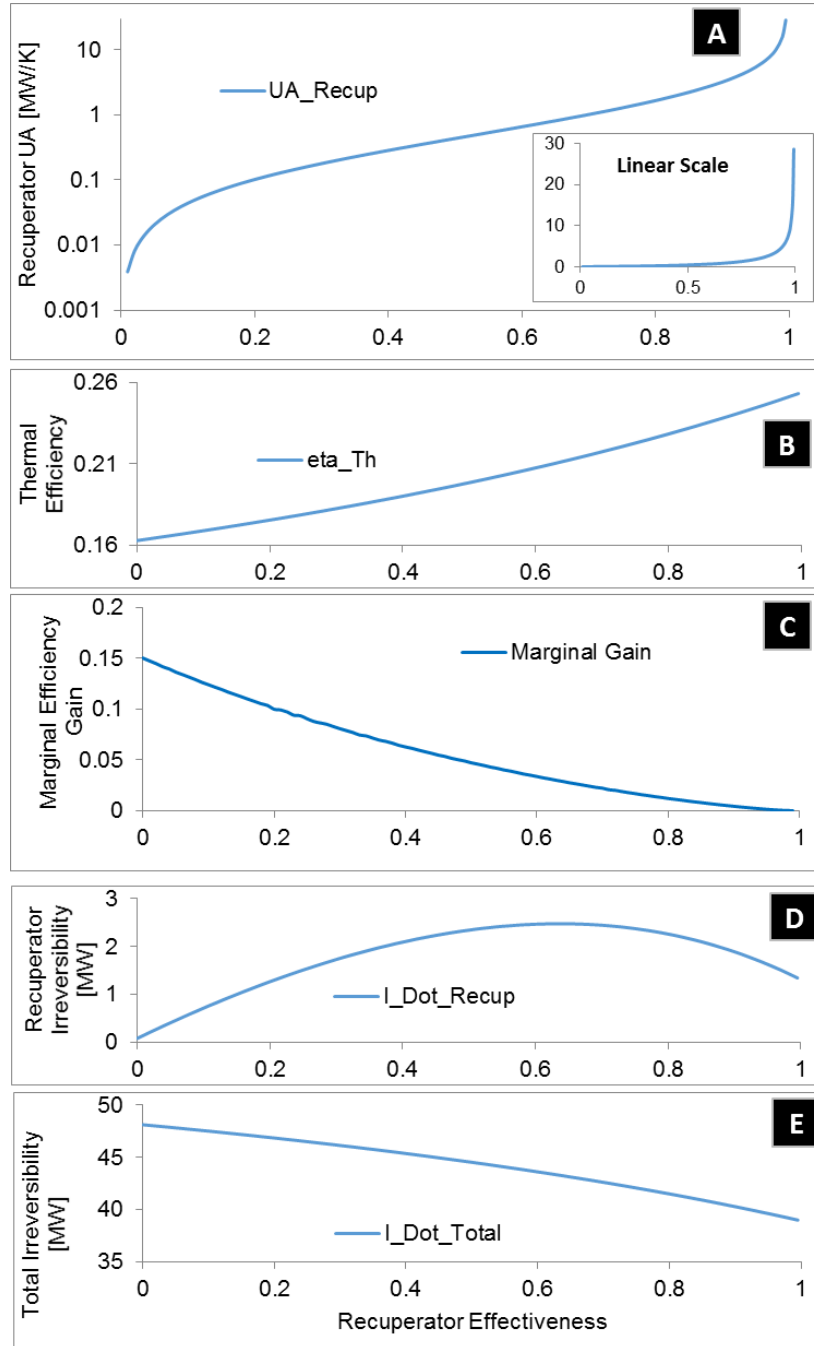 A
Recuperator UA [MW/K]
10
1
0.1
0.01
0.001
UA_Recup
Linear Scale
30
20
10
0
0 0.5 1
0 0.2 0.4 0.6 0.8 1
B
Thermal
Efficiency
0.26
0.21
0.16
eta_Th
0 0.2 0.4 0.6 0.8 1
C
Marginal Efficiency
Gain
0.2
0.15
0.1
0.05
0
Marginal Gain
0 0.2 0.4 0.6 0.8 1
D
Recuperator
Irreversibility
[MW]
3
2
1
0
I_Dot_Recup
0 0.2 0.4 0.6 0.8 1
E
Total Irreversibility
[MW]
50
45
40
35
I_Dot_Total
0 0.2 0.4 0.6 0.8 1
Recuperator Effectiveness